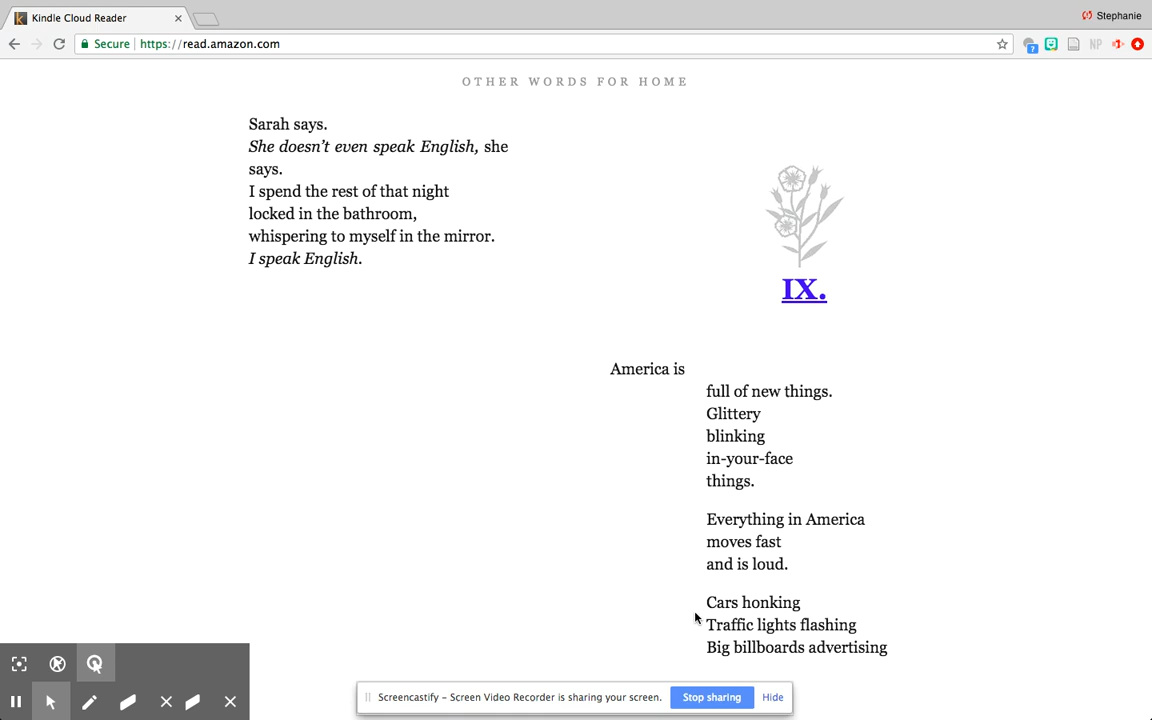 Kindle Cloud Reader
Stephanie
Secure
https://read.amazon.com
7
NP
OTHER WORDS FOR HOME
Sarah says.
She doesn't even speak English, she
says.
I spend the rest of that night
locked in the bathroom,
whispering to myself in the mirror.
I speak English.
IX.
America is
full of new things.
Glittery
blinking
in-your-face
things.
Everything in America
moves fast
and is loud.
Cars honking
Traffic lights flashing
Big billboards advertising
Screencastify – Screen Video Recorder is sharing your screen.
Stop sharing
Hide